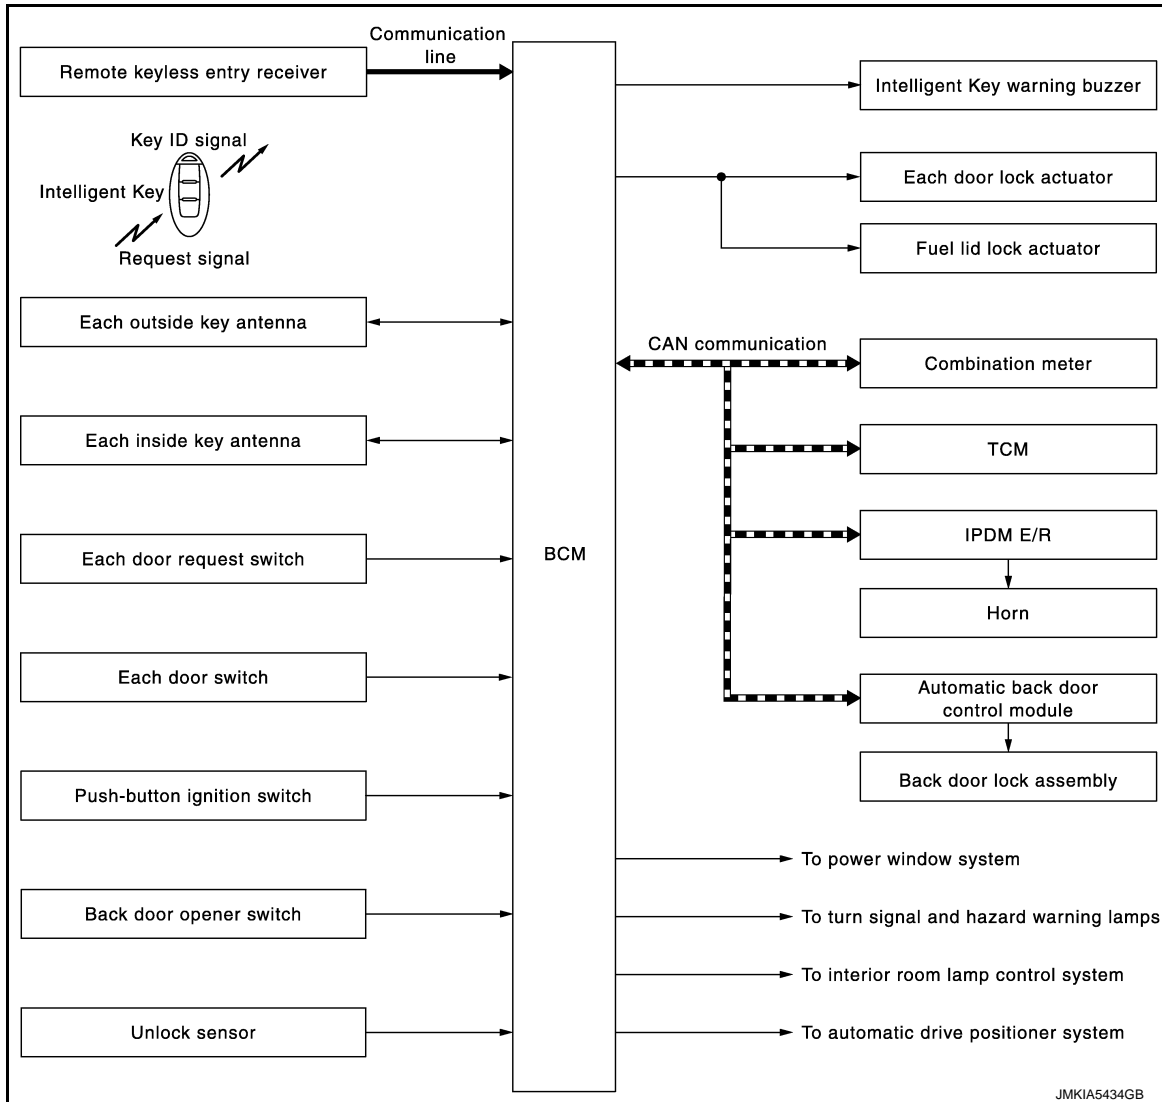 Communication
line
Remote keyless entry receiver
Key ID signal
Intelligent Key
Request signal
Each outside key antenna
Each inside key antenna
Each door request switch
Each door switch
Push-button ignition switch
Back door opener switch
Unlock sensor
BCM
Intelligent Key warning buzzer
Each door lock actuator
Fuel lid lock actuator
CAN communication
Combination meter
TCM
IPDM E/R
Horn
Automatic back door
control module
Back door lock assembly
To power window system
To turn signal and hazard warning lamps
To interior room lamp control system
To automatic drive positioner system
JMKIA5434GB